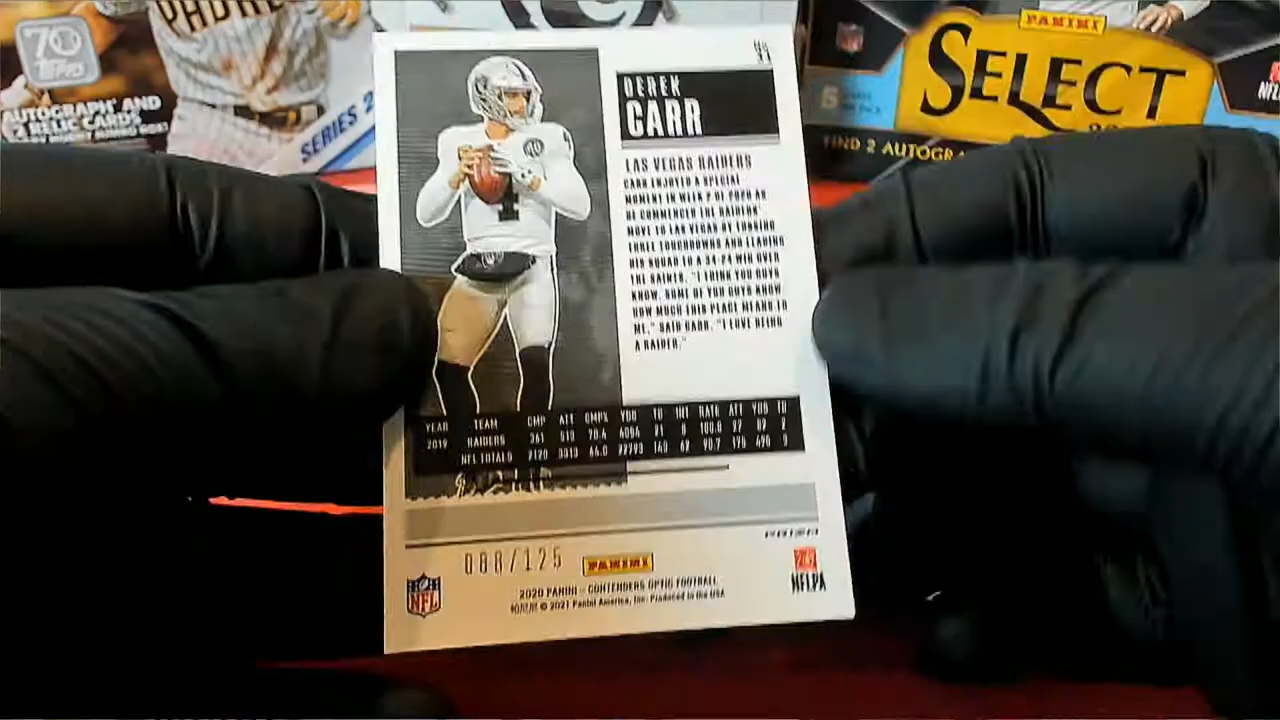 PADRE
70
TOPPS
AUTOGRAPH AND
2 RELIC CARDS
SERIES 2
PANINI
SELECT
FIND 2 AUTOGRA
NFL
DEREK
CARR
LAS VEGAS RAIDERS
CARR ENJOYED A SPECIAL
MOMENT IN WEEK 2 OF 2020 AS
HE COMMENCED THE RAIDERS'
MOVE TO LAS VEGAS BY TOSSING
THREE TOUCHDOWNS AND LEADING
HIS SQUAD TO A 34-24 WIN OVER
THE SAINTS. "I THINK YOU GUYS
KNOW, SOME OF YOU GUYS KNOW
HOW MUCH THIS PLACE MEANS TO
ME," SAID CARR. "I LOVE BEING
A RAIDER."
YEAR TEAM CMP ATT CMP% YDS TD INT RATE ATT YDS TD
2019 RAIDERS 361 513 70.4 4054 21 8 100.8 27 82 2
NFL TOTALS 2120 3313 64.0 22793 143 62 90.7 175 495 3
088/125
PANINI
2020 PANINI – CONTENDERS OPTIC FOOTBALL
© 2021 Panini America, Inc. Produced in the USA
NFL
NFLPA